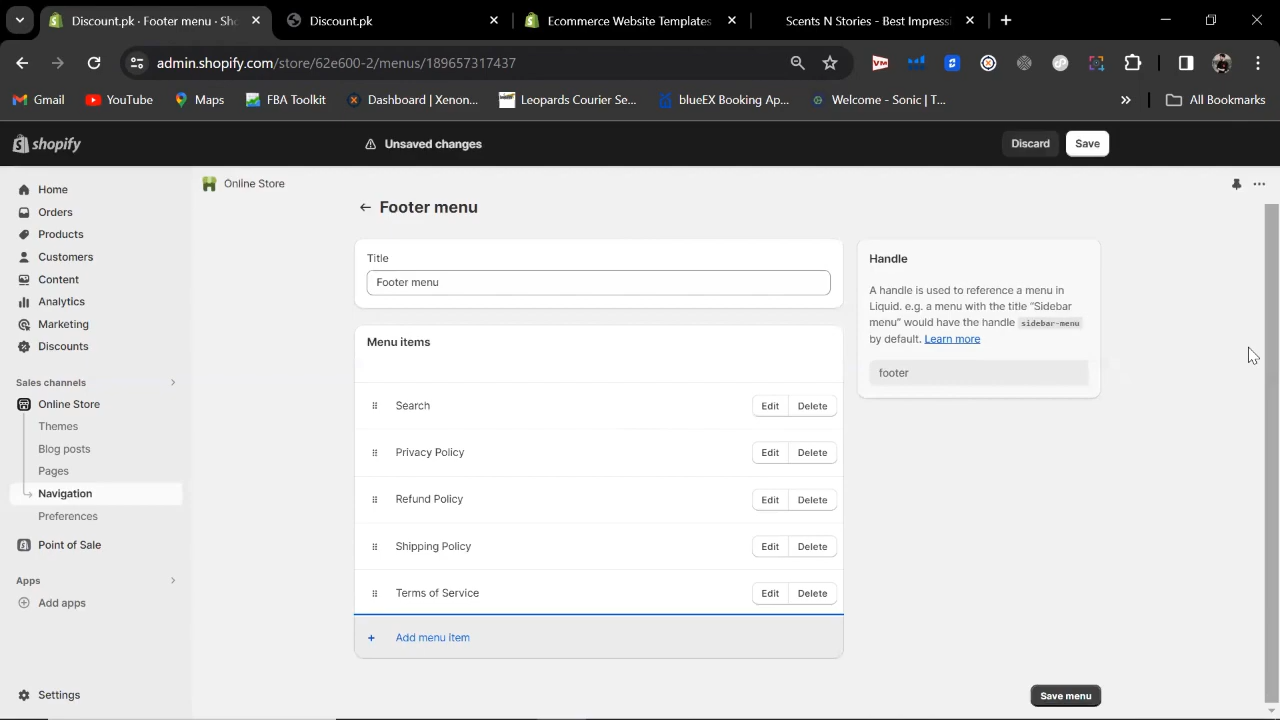 Discount.pk · Footer menu · Sho
Discount.pk
Ecommerce Website Templates
Scents N Stories - Best Impressi
admin.shopify.com/store/62e600-2/menus/189657317437
Gmail
YouTube
Maps
FBA Toolkit
Dashboard | Xenon...
Leopards Courier Se...
blueEX Booking Ap...
Welcome - Sonic | T...
All Bookmarks
shopify
Unsaved changes
Discard
Save
Home
Orders
Products
Customers
Content
Analytics
Marketing
Discounts
Sales channels
Online Store
Themes
Blog posts
Pages
Navigation
Preferences
Point of Sale
Apps
Add apps
Settings
Online Store
Footer menu
Title
Footer menu
Menu items
Search Edit Delete
Privacy Policy Edit Delete
Refund Policy Edit Delete
Shipping Policy Edit Delete
Terms of Service Edit Delete
+ Add menu item
Handle
A handle is used to reference a menu in
Liquid. e.g. a menu with the title “Sidebar
menu” would have the handle sidebar-menu
by default. Learn more
footer
Save menu